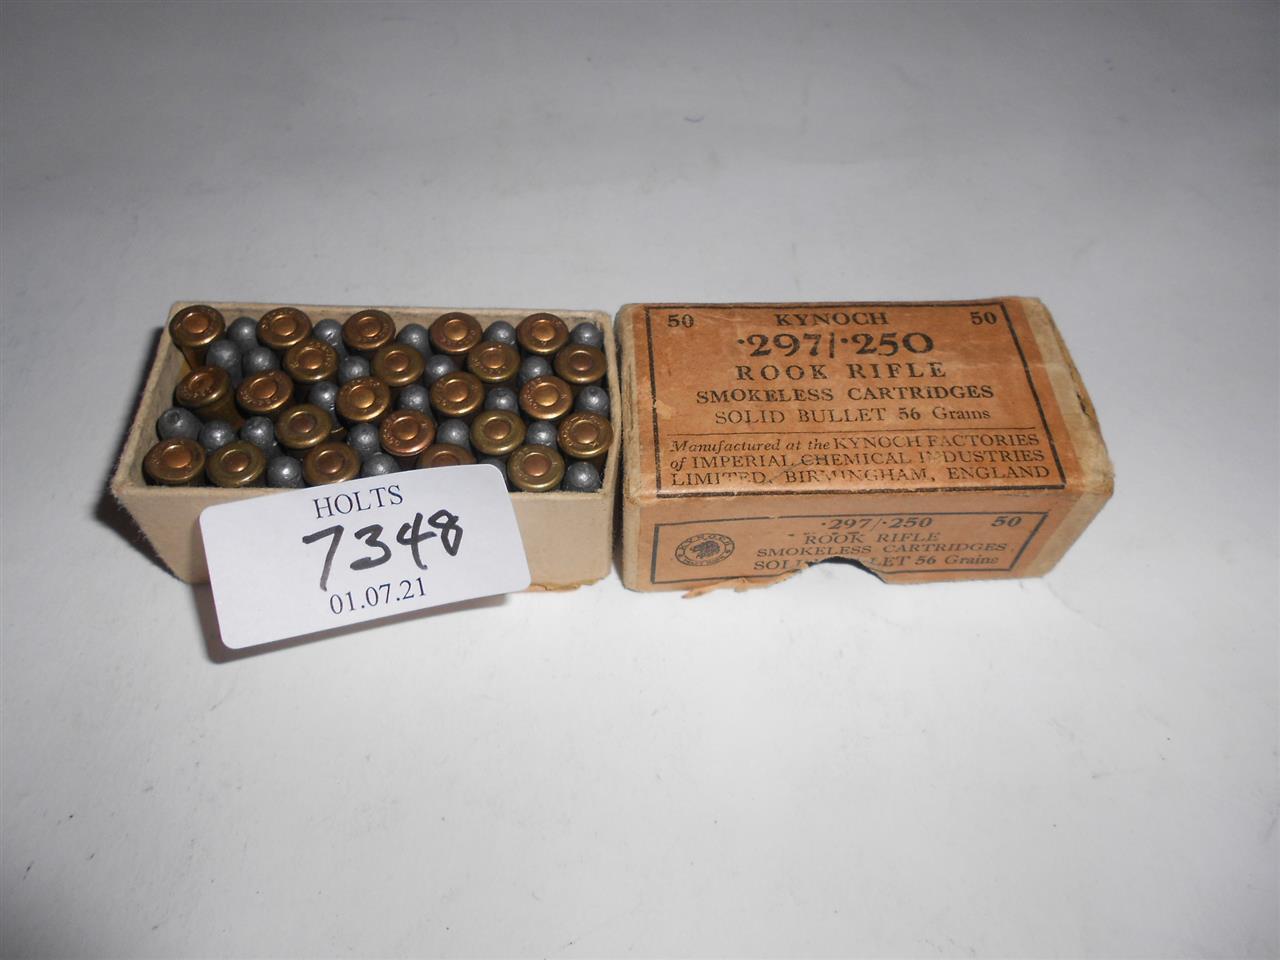 HOLTS
7348
01.07.21
50 KYNOCH 50
·297/·250
ROOK RIFLE
SMOKELESS CARTRIDGES
SOLID BULLET 56 Grains
Manufactured at the KYNOCH FACTORIES
of IMPERIAL CHEMICAL INDUSTRIES
LIMITED, BIRMINGHAM, ENGLAND
·297/·250 50
ROOK RIFLE
SMOKELESS CARTRIDGES
56 Grains
KYNOCH